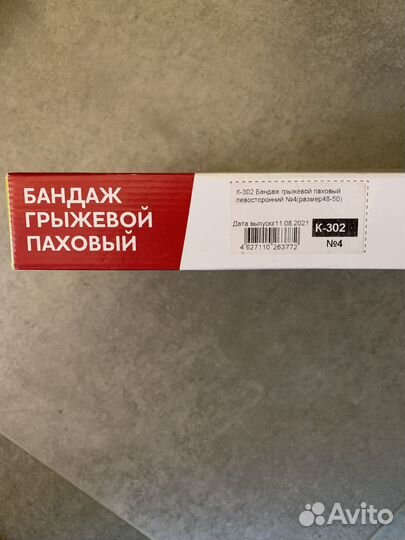 БАНДАЖ
ГРЫЖЕВОЙ
ПАХОВЫЙ
К-302 Бандаж грыжевой паховый
левосторонний №4(размер48-50)
Дата выпуска11.08.2021
К-302
4 627110 263772
№4
Avito